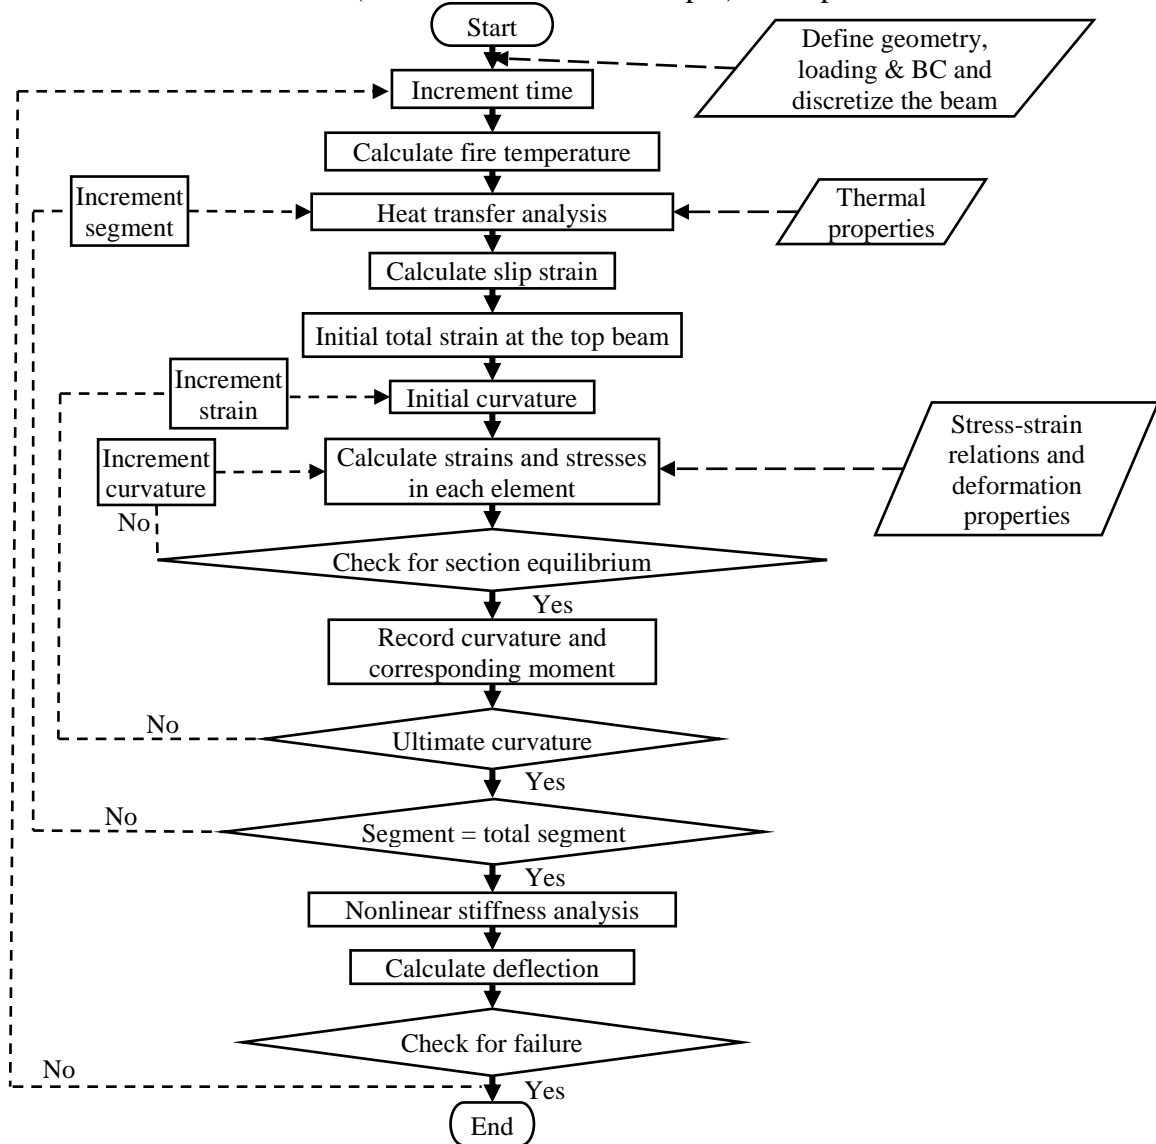 Start
Define geometry,
loading & BC and
discretize the beam
Increment time
Calculate fire temperature
Increment
segment
Heat transfer analysis
Thermal
properties
Calculate slip strain
Initial total strain at the top beam
Increment
strain
Initial curvature
Increment
curvature
Calculate strains and stresses
in each element
Stress-strain
relations and
deformation
properties
No
Check for section equilibrium
Yes
Record curvature and
corresponding moment
No
Ultimate curvature
Yes
No
Segment = total segment
Yes
Nonlinear stiffness analysis
Calculate deflection
Check for failure
No
Yes
End